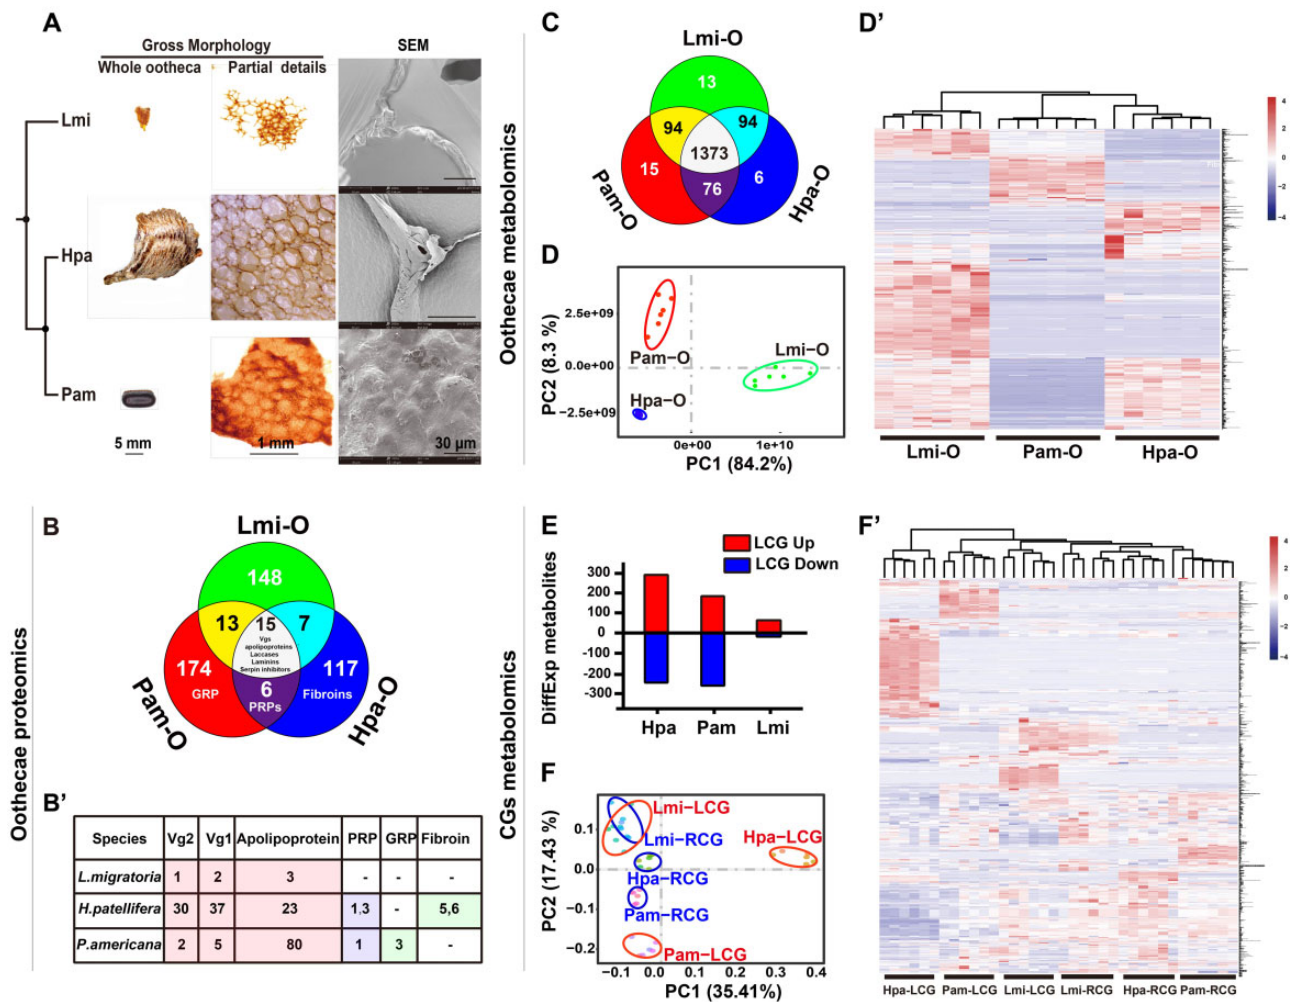 A
Gross Morphology
SEM
Whole ootheca
Partial details
Lmi
Hpa
Pam
5 mm
1 mm
30 µm
Oothecae metabolomics
C
Lmi-O
13
94
94
1373
15
76
6
Pam-O
Hpa-O
D
2.5e+09
0.0e+00
−2.5e+09
PC2 (8.3 %)
Pam−O
Lmi−O
Hpa−O
0e+00
1e+10
PC1 (84.2%)
D'
4
2
0
−2
−4
Lmi-O
Pam-O
Hpa-O
Oothecae proteomics
B
Lmi-O
148
13
15
7
Vgs
apolipoproteins
Laccases
Laminins
Serpin inhibitors
174
GRP
117
Fibroins
6
PRPs
Pam-O
Hpa-O
B'
Species Vg2 Vg1 Apolipoprotein PRP GRP Fibroin
L.migratoria 1 2 3 - - -
H.patellifera 30 37 23 1,3 - 5,6
P.americana 2 5 80 1 3 -
CGs metabolomics
E
LCG Up
LCG Down
DiffExp metabolites
300
200
100
0
-100
-200
-300
Hpa
Pam
Lmi
F
PC2 (17.43 %)
0.1
0.0
−0.1
−0.2
Lmi−LCG
Hpa−LCG
Lmi−RCG
Hpa−RCG
Pam−RCG
Pam−LCG
−0.1 0.0 0.2 0.3 0.4
PC1 (35.41%)
F'
4
2
0
−2
−4
Hpa-LCG
Pam-LCG
Lmi-LCG
Lmi-RCG
Hpa-RCG
Pam-RCG